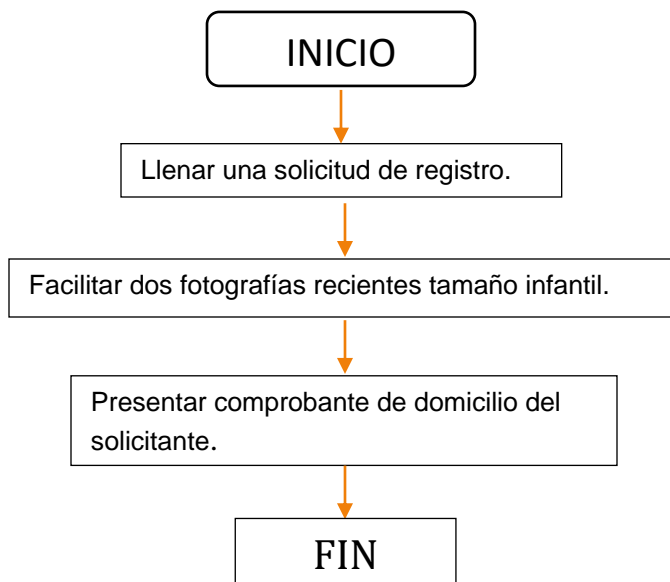 INICIO
Llenar una solicitud de registro.
Facilitar dos fotografías recientes tamaño infantil.
Presentar comprobante de domicilio del
solicitante.
FIN